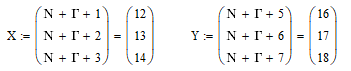 X := (N + Γ + 1
N + Γ + 2
N + Γ + 3) = (12
13
14) Y := (N + Γ + 5
N + Γ + 6
N + Γ + 7) = (16
17
18)